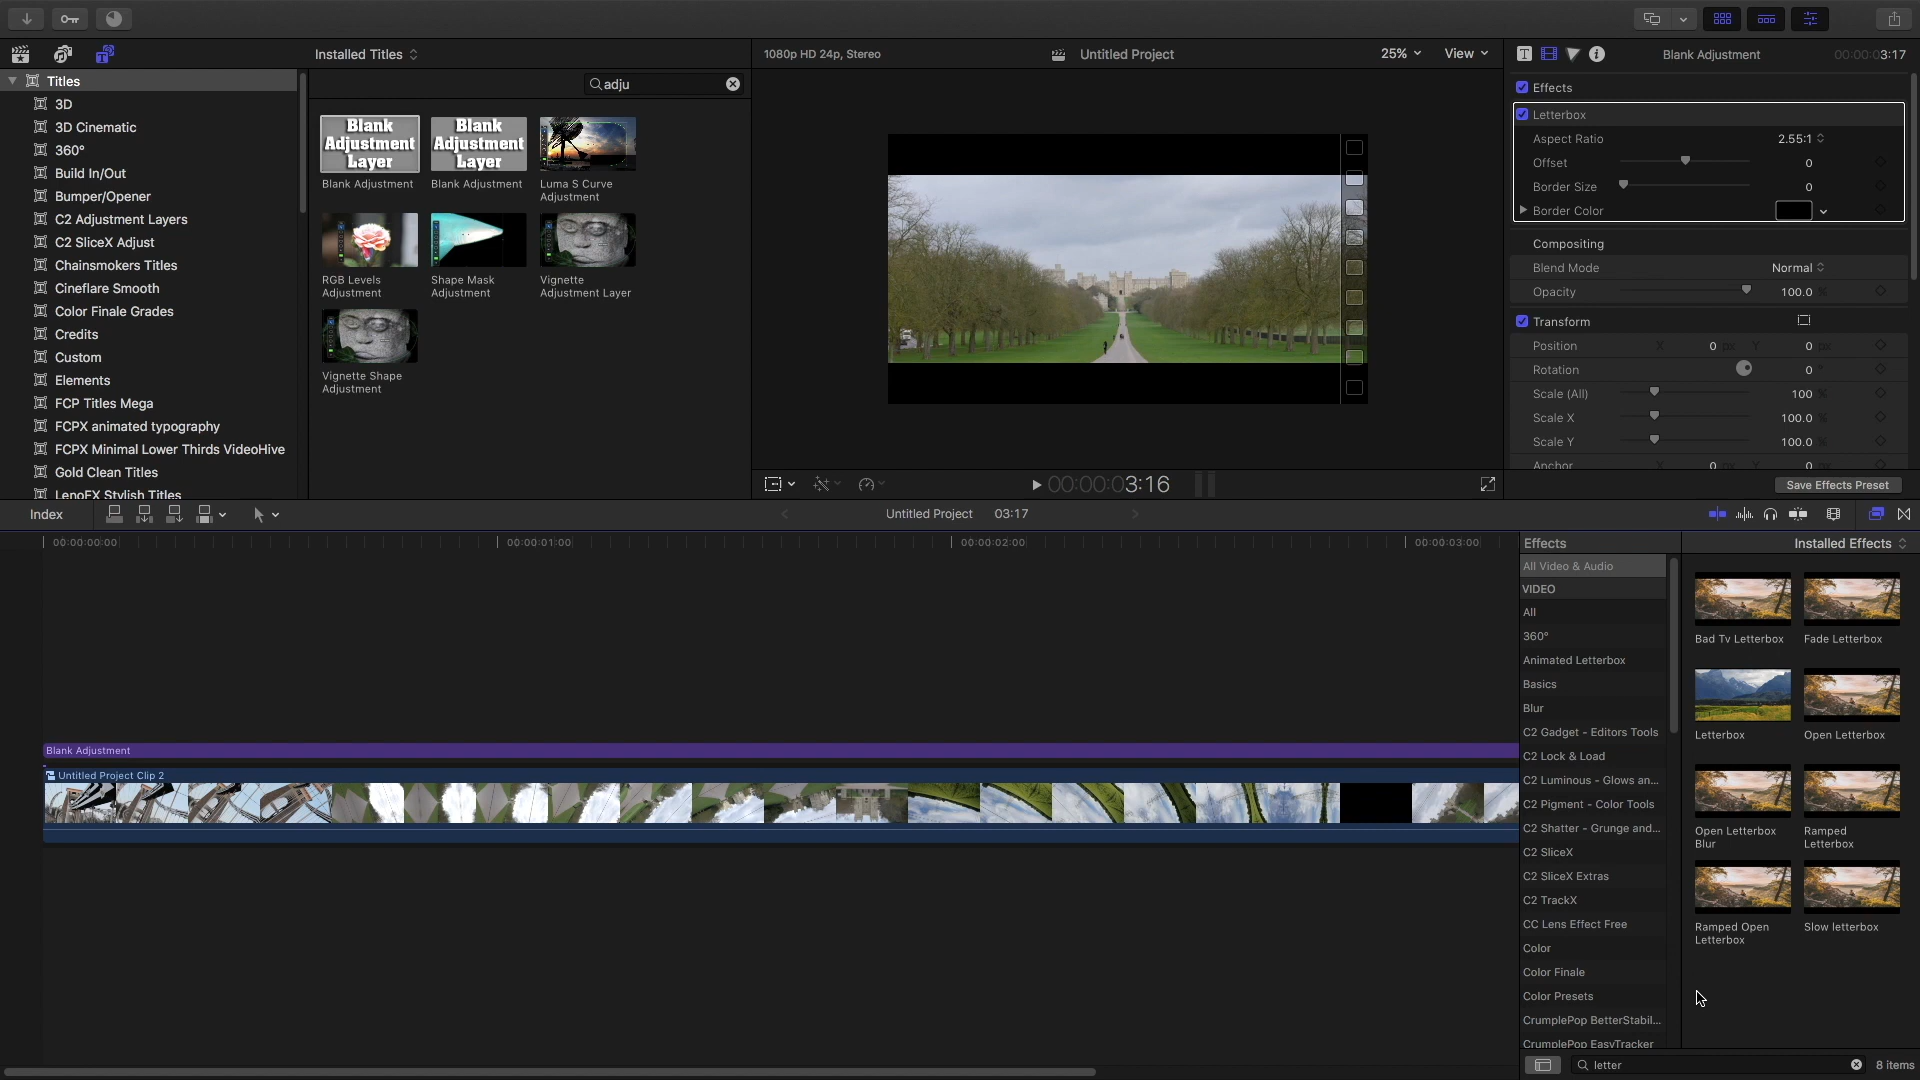 Installed Titles
1080p HD 24p, Stereo
Untitled Project
25%
View
Blank Adjustment
00:00:00:03:17
Titles
3D
3D Cinematic
360°
Build In/Out
Bumper/Opener
C2 Adjustment Layers
C2 SliceX Adjust
Chainsmokers Titles
Cineflare Smooth
Color Finale Grades
Credits
Custom
Elements
FCP Titles Mega
FCPX animated typography
FCPX Minimal Lower Thirds VideoHive
Gold Clean Titles
LenoFX Stylish Titles
adju
Blank
Adjustment
Layer
Blank Adjustment
Blank
Adjustment
Layer
Blank Adjustment
Luma S Curve
Adjustment
RGB Levels
Adjustment
Shape Mask
Adjustment
Vignette
Adjustment Layer
Vignette Shape
Adjustment
Effects
Letterbox
Aspect Ratio 2.55:1
Offset 0
Border Size 0
Border Color
Compositing
Blend Mode Normal
Opacity 100.0 %
Transform
Position X 0 px Y 0 px
Rotation 0 °
Scale (All) 100 %
Scale X 100.0 %
Scale Y 100.0 %
Anchor X 0 Y 0
Save Effects Preset
00:00:03:16
Index
Untitled Project 03:17
00:00:00:00
00:00:01:00
00:00:02:00
00:00:03:00
Blank Adjustment
Untitled Project Clip 2
Effects
All Video & Audio
VIDEO
All
360°
Animated Letterbox
Basics
Blur
C2 Gadget - Editors Tools
C2 Lock & Load
C2 Luminous - Glows an...
C2 Pigment - Color Tools
C2 Shatter - Grunge and...
C2 SliceX
C2 SliceX Extras
C2 TrackX
CC Lens Effect Free
Color
Color Finale
Color Presets
CrumplePop BetterStabil...
CrumplePop EasyTracker
Installed Effects
Bad Tv Letterbox
Fade Letterbox
Letterbox
Open Letterbox
Open Letterbox
Blur
Ramped
Letterbox
Ramped Open
Letterbox
Slow letterbox
letter
8 items